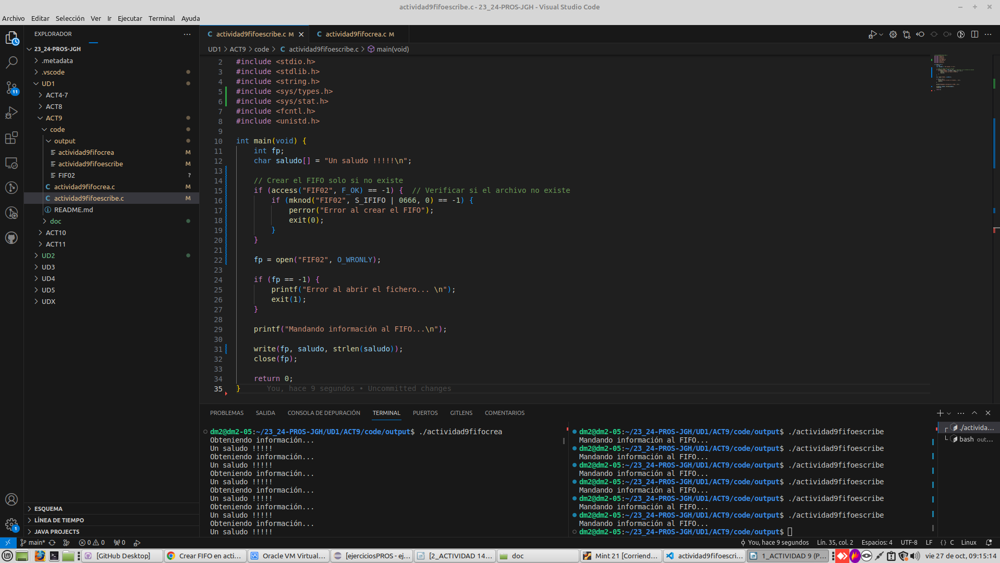 actividad9fifoescribe.c - 23_24-PROS-JGH - Visual Studio Code
Archivo Editar Selección Ver Ir Ejecutar Terminal Ayuda
EXPLORADOR
23_24-PROS-JGH
.metadata
.vscode
UD1
ACT4-7
ACT8
ACT9
code
output
actividad9fifocrea M
actividad9fifoescribe M
FIF02 ?
actividad9fifocrea.c M
actividad9fifoescribe.c M
README.md
doc
ACT10
ACT11
UD2
UD3
UD4
UD5
UDX
ESQUEMA
LÍNEA DE TIEMPO
JAVA PROJECTS
11
1
C actividad9fifoescribe.c M
C actividad9fifocrea.c M
UD1 > ACT9 > code > C actividad9fifoescribe.c > main(void)
2 #include <stdio.h>
3 #include <stdlib.h>
4 #include <string.h>
5 #include <sys/types.h>
6 #include <sys/stat.h>
7 #include <fcntl.h>
8 #include <unistd.h>
9
10 int main(void) {
11 int fp;
12 char saludo[] = "Un saludo !!!!!\n";
13
14 // Crear el FIFO solo si no existe
15 if (access("FIF02", F_OK) == -1) { // Verificar si el archivo no existe
16 if (mknod("FIF02", S_IFIFO | 0666, 0) == -1) {
17 perror("Error al crear el FIFO");
18 exit(0);
19 }
20 }
21
22 fp = open("FIF02", O_WRONLY);
23
24 if (fp == -1) {
25 printf("Error al abrir el fichero... \n");
26 exit(1);
27 }
28
29 printf("Mandando información al FIFO...\n");
30
31 write(fp, saludo, strlen(saludo));
32 close(fp);
33
34 return 0;
35 } You, hace 9 segundos • Uncommitted changes
PROBLEMAS SALIDA CONSOLA DE DEPURACIÓN TERMINAL PUERTOS GITLENS COMENTARIOS
dm2@dm2-05:~/23_24-PROS-JGH/UD1/ACT9/code/output$ ./actividad9fifocrea
Obteniendo información...
Un saludo !!!!!
Obteniendo información...
Un saludo !!!!!
Obteniendo información...
Un saludo !!!!!
Obteniendo información...
Un saludo !!!!!
Obteniendo información...
Un saludo !!!!!
Obteniendo información...
Un saludo !!!!!
dm2@dm2-05:~/23_24-PROS-JGH/UD1/ACT9/code/output$ ./actividad9fifoescribe
Mandando información al FIFO...
dm2@dm2-05:~/23_24-PROS-JGH/UD1/ACT9/code/output$ ./actividad9fifoescribe
Mandando información al FIFO...
dm2@dm2-05:~/23_24-PROS-JGH/UD1/ACT9/code/output$ ./actividad9fifoescribe
Mandando información al FIFO...
dm2@dm2-05:~/23_24-PROS-JGH/UD1/ACT9/code/output$ ./actividad9fifoescribe
Mandando información al FIFO...
dm2@dm2-05:~/23_24-PROS-JGH/UD1/ACT9/code/output$ ./actividad9fifoescribe
Mandando información al FIFO...
dm2@dm2-05:~/23_24-PROS-JGH/UD1/ACT9/code/output$ ./actividad9fifoescribe
Mandando información al FIFO...
dm2@dm2-05:~/23_24-PROS-JGH/UD1/ACT9/code/output$
./activida...
bash out...
main* 0 0 0 You, hace 9 segundos Lín. 35, col. 2 Espacios: 4 UTF-8 LF {} C Linux
[GitHub Desktop] Crear FIFO en acti... Oracle VM Virtual... [ejerciciosPROS - ej... [2_ACTIVIDAD 14... doc Mint 21 [Corriend... actividad9fifoescri... 1_ACTIVIDAD 9 (P... vie 27 de oct, 09:15:14